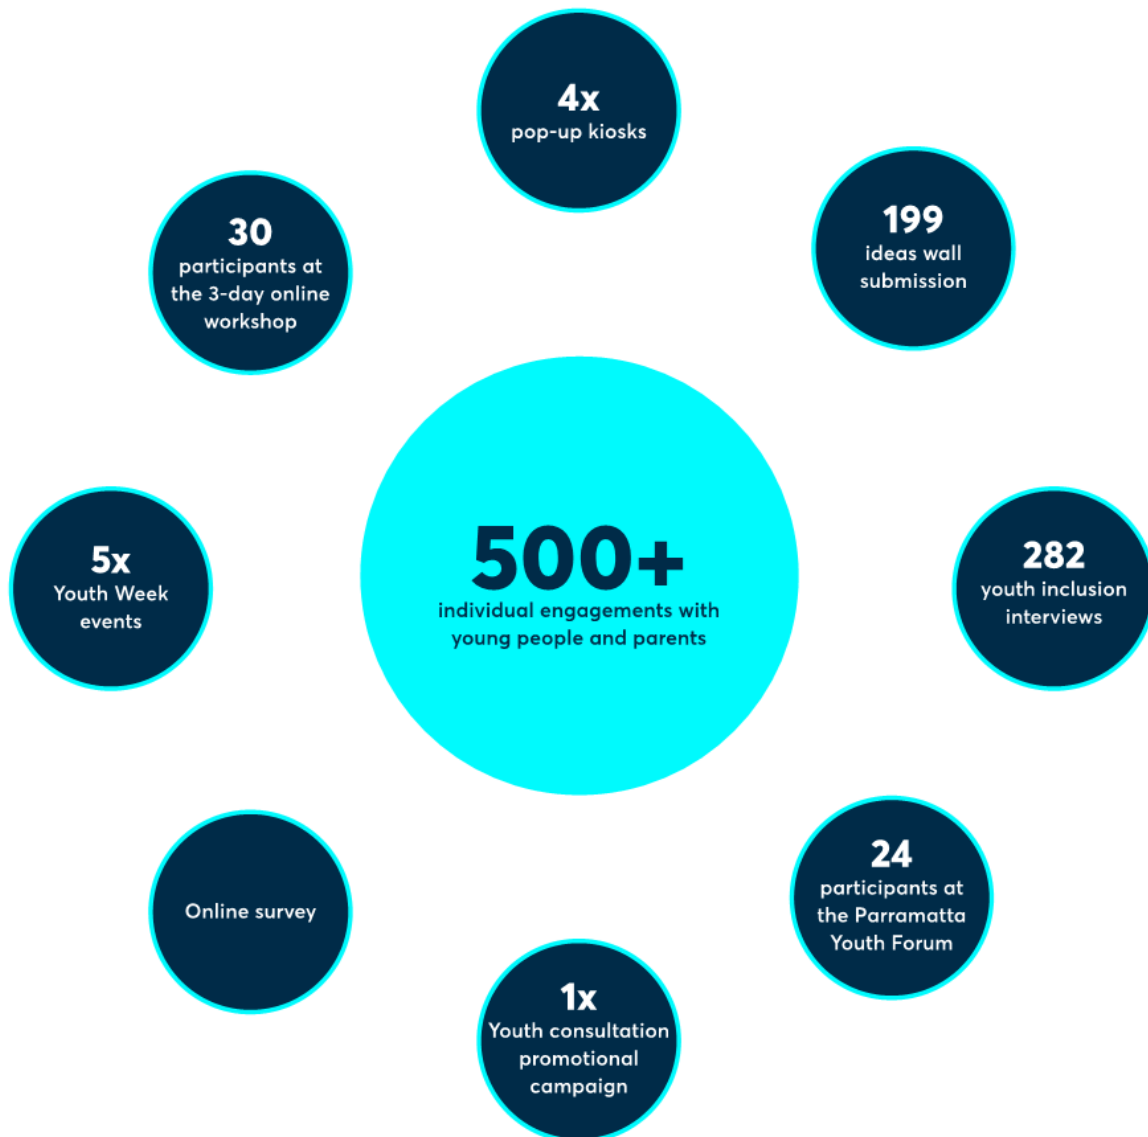 4x
pop-up kiosks
199
ideas wall
submission
282
youth inclusion
interviews
24
participants at
the Parramatta
Youth Forum
1x
Youth consultation
promotional
campaign
Online survey
5x
Youth Week
events
30
participants at
the 3-day online
workshop
500+
individual engagements with
young people and parents